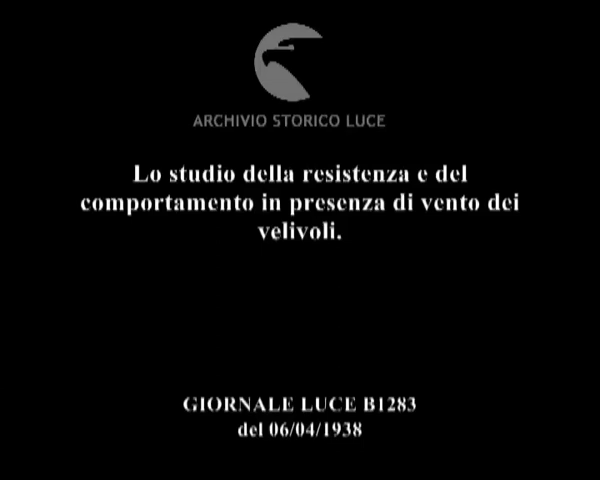 ARCHIVIO STORICO LUCE
Lo studio della resistenza e del
comportamento in presenza di vento dei
velivoli.
GIORNALE LUCE B1283
del 06/04/1938